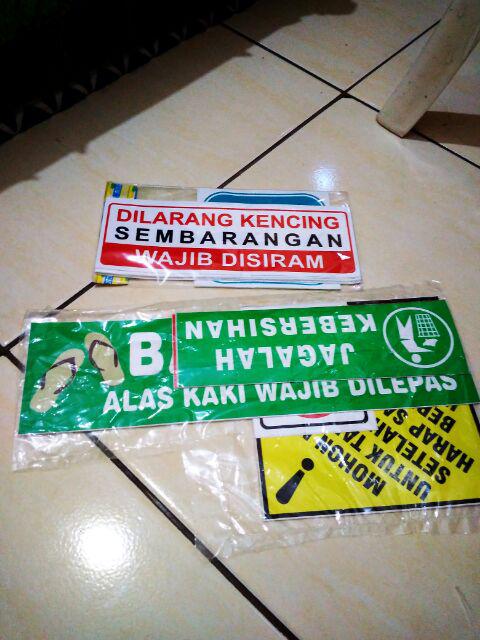 DILARANG KENCING
SEMBARANGAN
WAJIB DISIRAM
B
JAGALAH
KEBERSIHAN
ALAS KAKI WAJIB DILEPAS
MOHON
UNTUK
SETELAH
HARAP